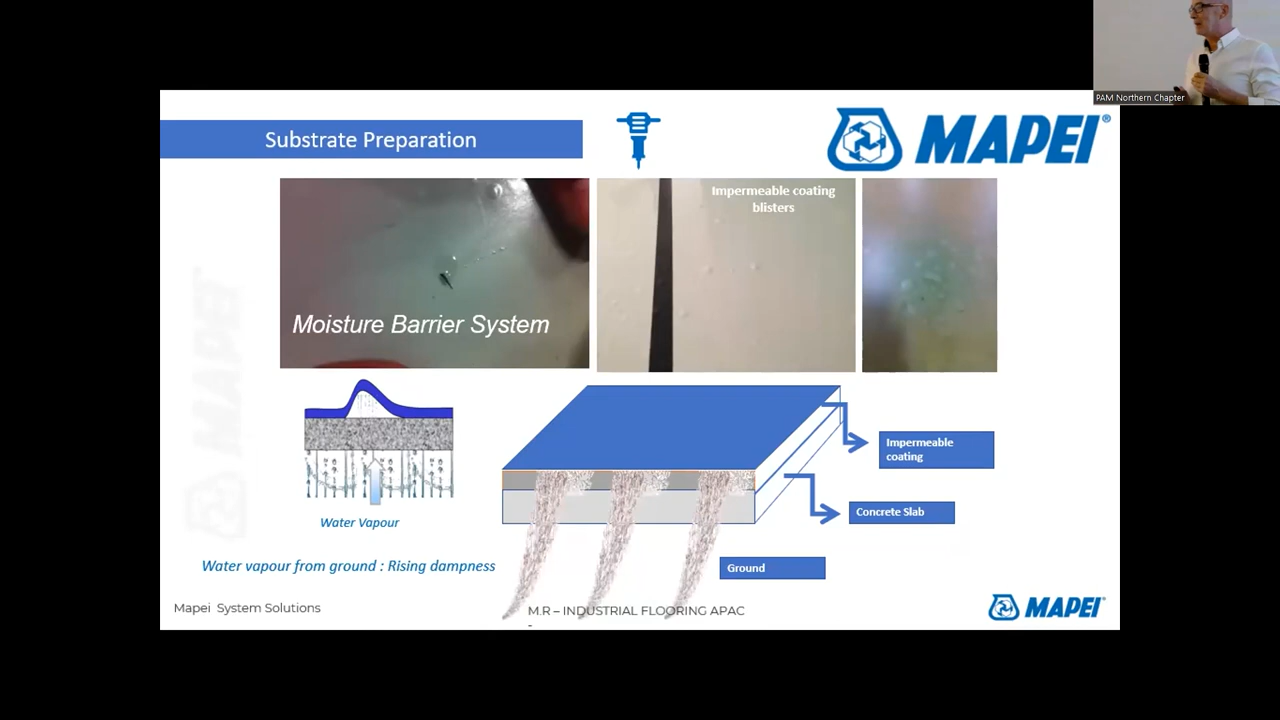 PAM Northern Chapter
Substrate Preparation
MAPEI®
Impermeable coating
blisters
Moisture Barrier System
MAPEI
Impermeable
coating
Concrete Slab
Water Vapour
Water vapour from ground : Rising dampness
Ground
Mapei System Solutions
M.R – INDUSTRIAL FLOORING APAC
-
MAPEI®